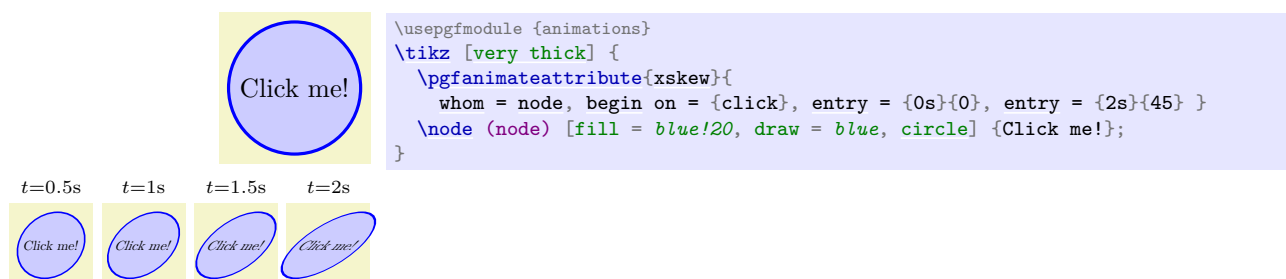 Click me!
\usepgfmodule {animations}
\tikz [very thick] {
\pgfanimateattribute{xskew}{
whom = node, begin on = {click}, entry = {0s}{0}, entry = {2s}{45} }
\node (node) [fill = blue!20, draw = blue, circle] {Click me!};
}
t=0.5s t=1s t=1.5s t=2s
Click me! Click me! Click me! Click me!